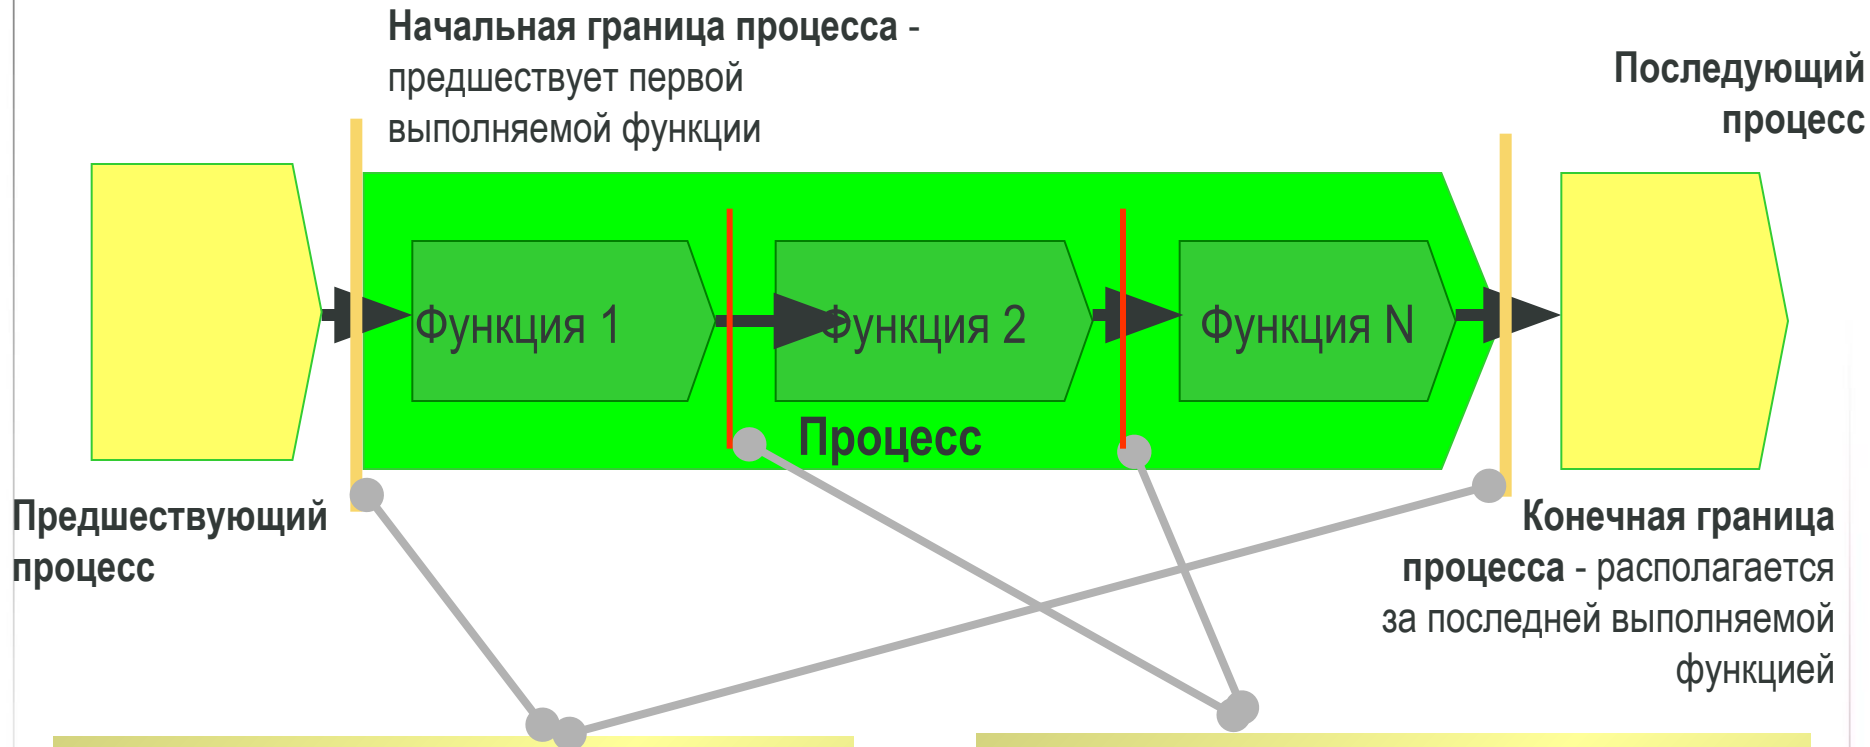 Начальная граница процесса -
предшествует первой
выполняемой функции
Последующий
процесс
Функция 1
Функция 2
Функция N
Процесс
Предшествующий
процесс
Конечная граница
процесса - располагается
за последней выполняемой
функцией